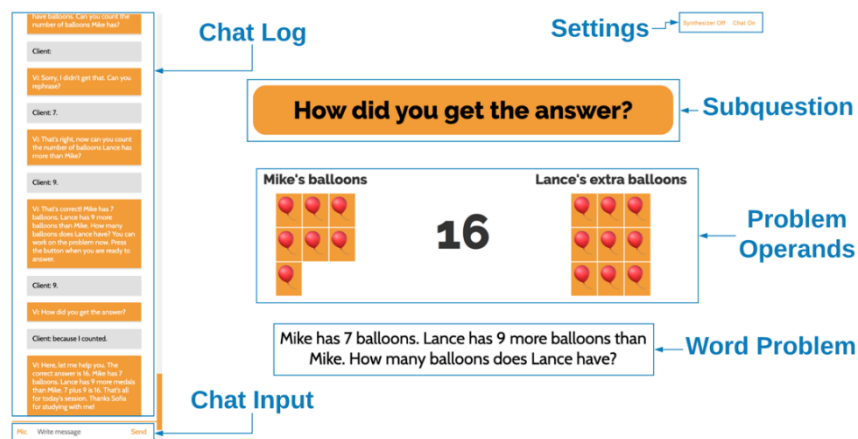 have balloons. Can you count the
number of balloons Mike has?
Client:
Vi: Sorry, I didn't get that. Can you
rephrase?
Client: 7.
Vi: That's right, now can you count
the number of balloons Lance has
more than Mike?
Client: 9.
Vi: That's correct! Mike has 7
balloons. Lance has 9 more
balloons than Mike. How many
balloons does Lance have? You can
work on the problem now. Press
the button when you are ready to
answer.
Client: 9.
Vi: How did you get the answer?
Client: because I counted.
Vi: Here, let me help you. The
correct answer is 16. Mike has 7
balloons. Lance has 9 more medals
than Mike. 7 plus 9 is 16. That's all
for today's session. Thanks Sofia
for studying with me!
Mic Write message Send
Chat Log
Chat Input
Settings
Synthesizer Off Chat On
How did you get the answer?
Subquestion
Mike's balloons
Lance's extra balloons
16
Problem
Operands
Mike has 7 balloons. Lance has 9 more balloons than
Mike. How many balloons does Lance have?
Word Problem